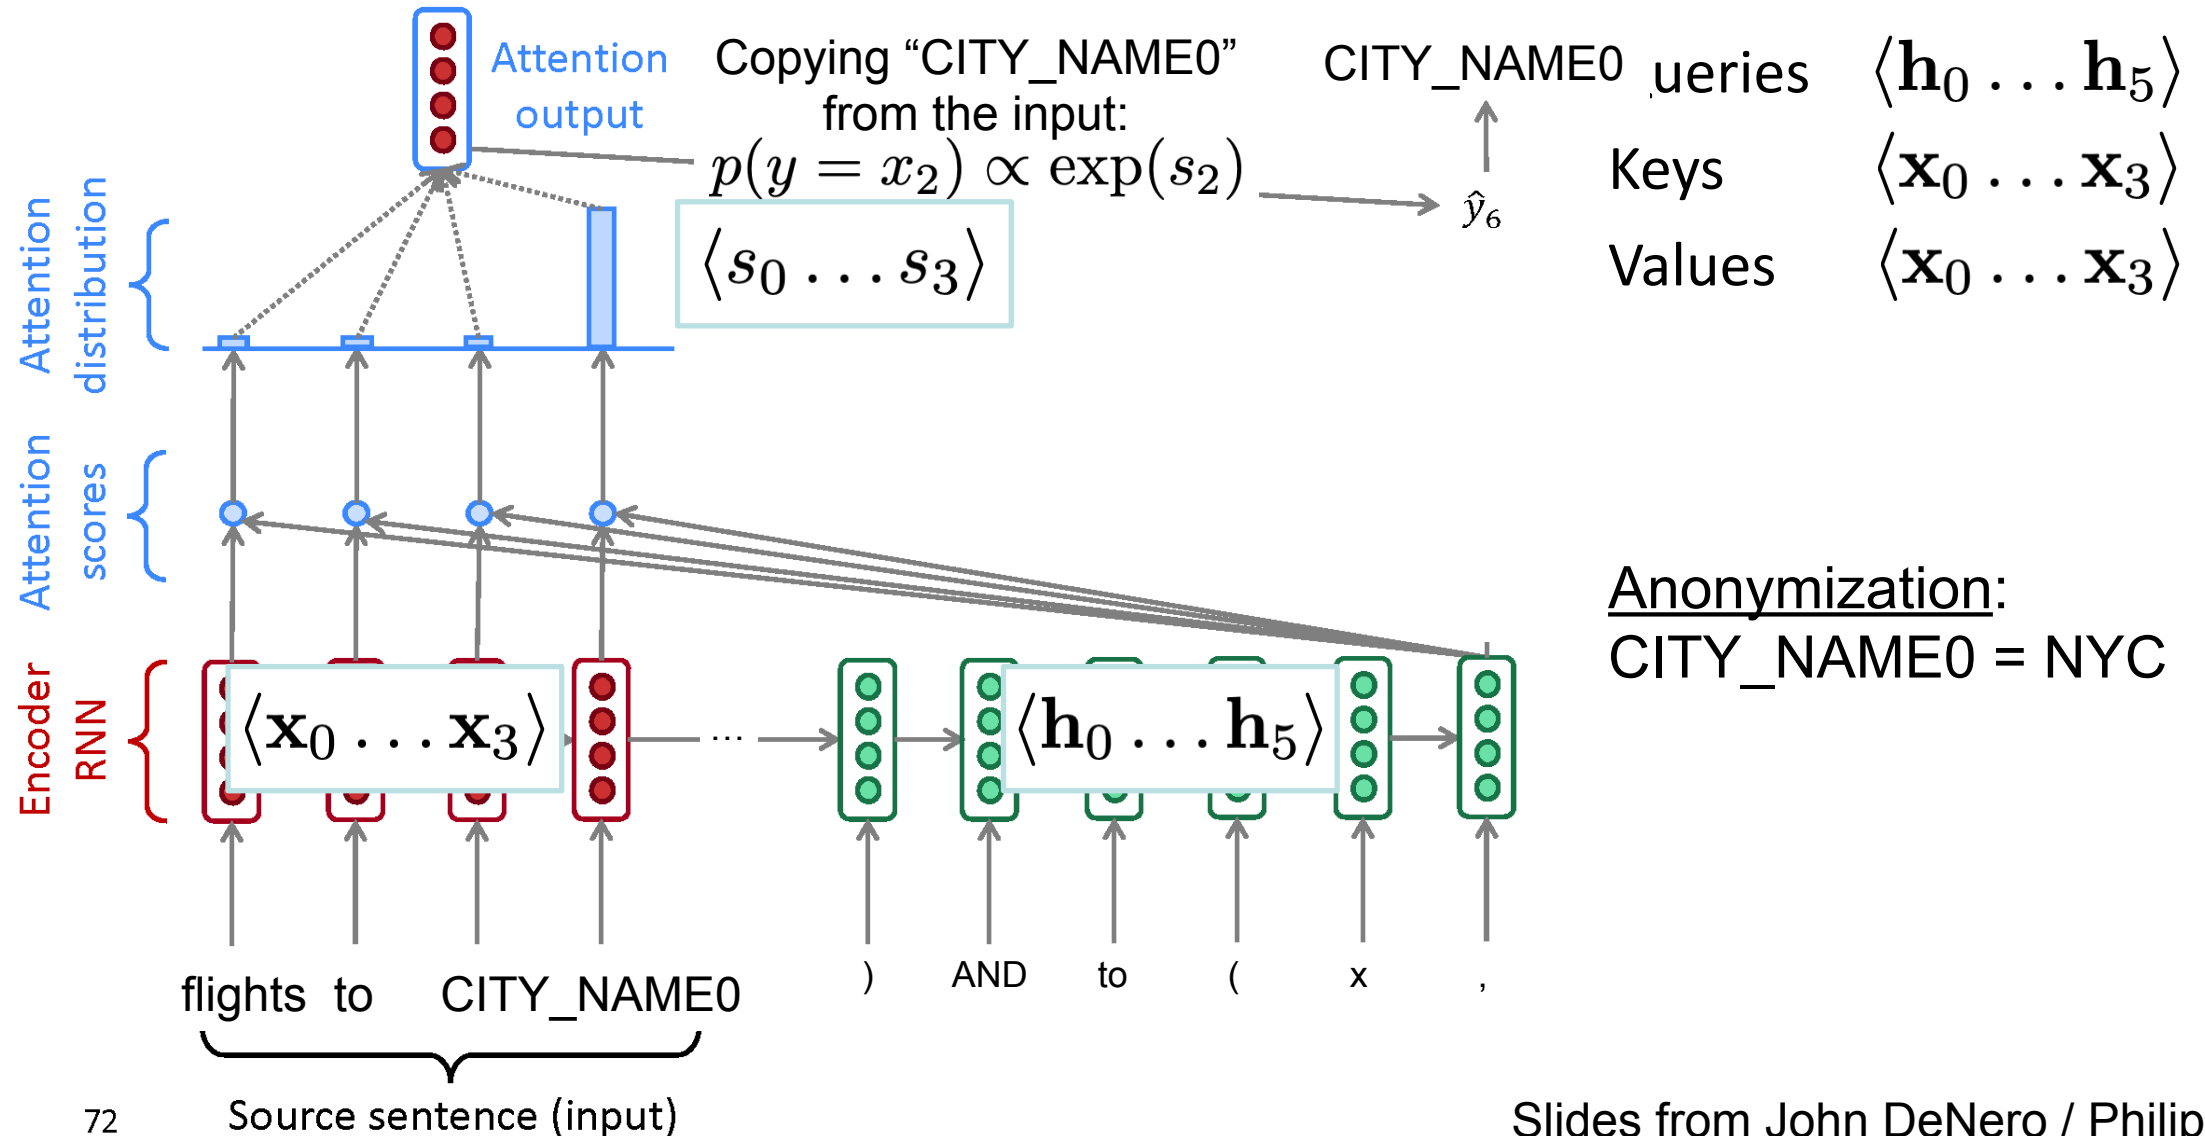 Attention
output
Copying “CITY_NAME0”
from the input:
p(y = x₂) ∝ exp(s₂)
⟨s₀ . . . s₃⟩
CITY_NAME0
ŷ₆
ueries ⟨h₀ . . . h₅⟩
Keys ⟨x₀ . . . x₃⟩
Values ⟨x₀ . . . x₃⟩
Attention
distribution
Attention
scores
Anonymization:
CITY_NAME0 = NYC
Encoder
RNN
⟨x₀ . . . x₃⟩
...
⟨h₀ . . . h₅⟩
flights to CITY_NAME0
) AND to ( x ,
Source sentence (input)
72
Slides from John DeNero / Philip